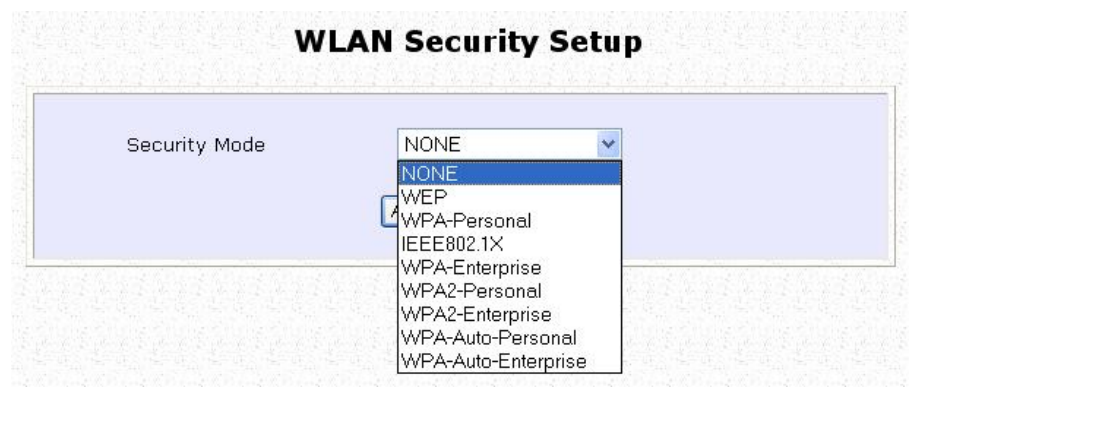 WLAN Security Setup
Security Mode
NONE
NONE
WEP
WPA-Personal
IEEE802.1X
WPA-Enterprise
WPA2-Personal
WPA2-Enterprise
WPA-Auto-Personal
WPA-Auto-Enterprise